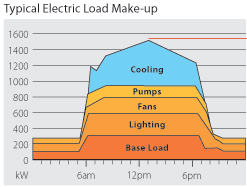 Typical Electric Load Make-up
1600
1400
1200
1000
800
600
400
200
0
Cooling
Pumps
Fans
Lighting
Base Load
kW
6am
12pm
6pm